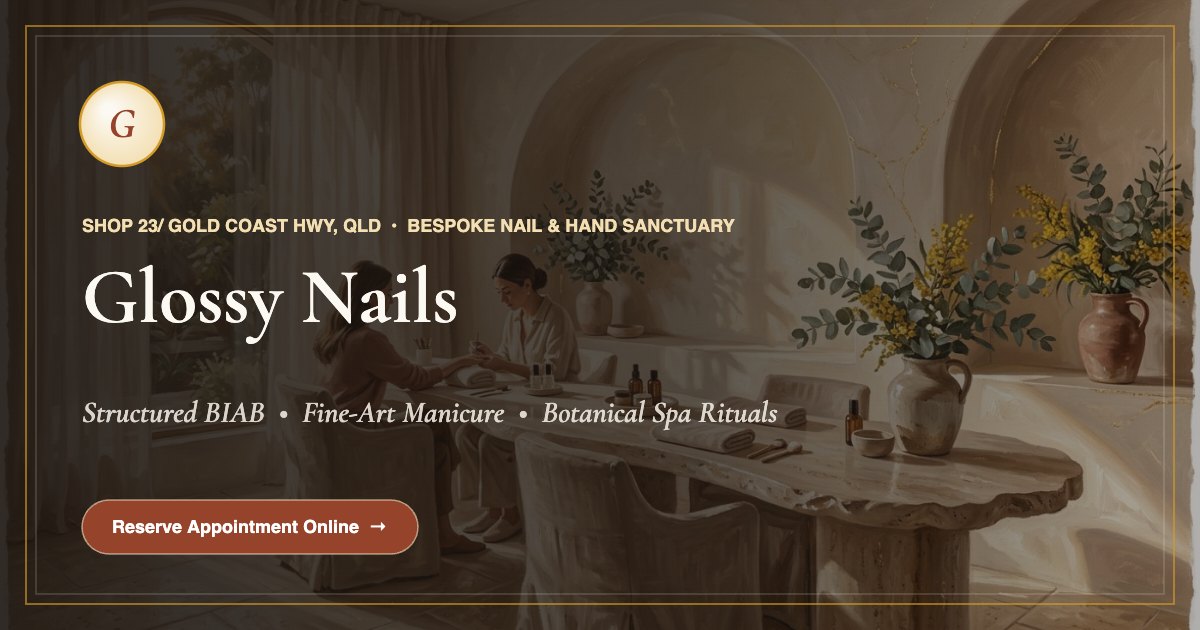 G
SHOP 23/ GOLD COAST HWY, QLD • BESPOKE NAIL & HAND SANCTUARY
Glossy Nails
Structured BIAB • Fine-Art Manicure • Botanical Spa Rituals
Reserve Appointment Online →